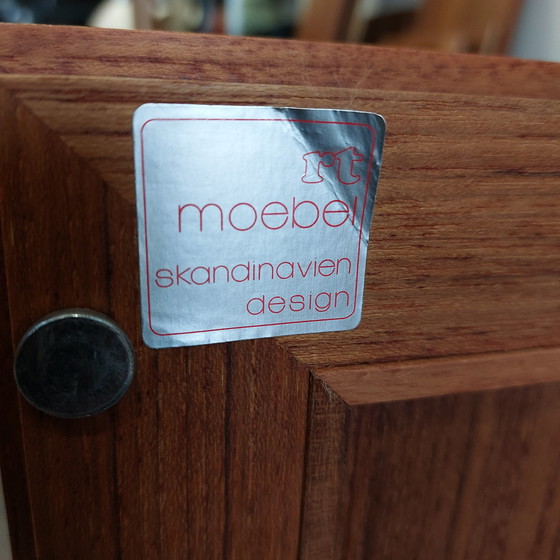 rt
moebel
skandinavien
design